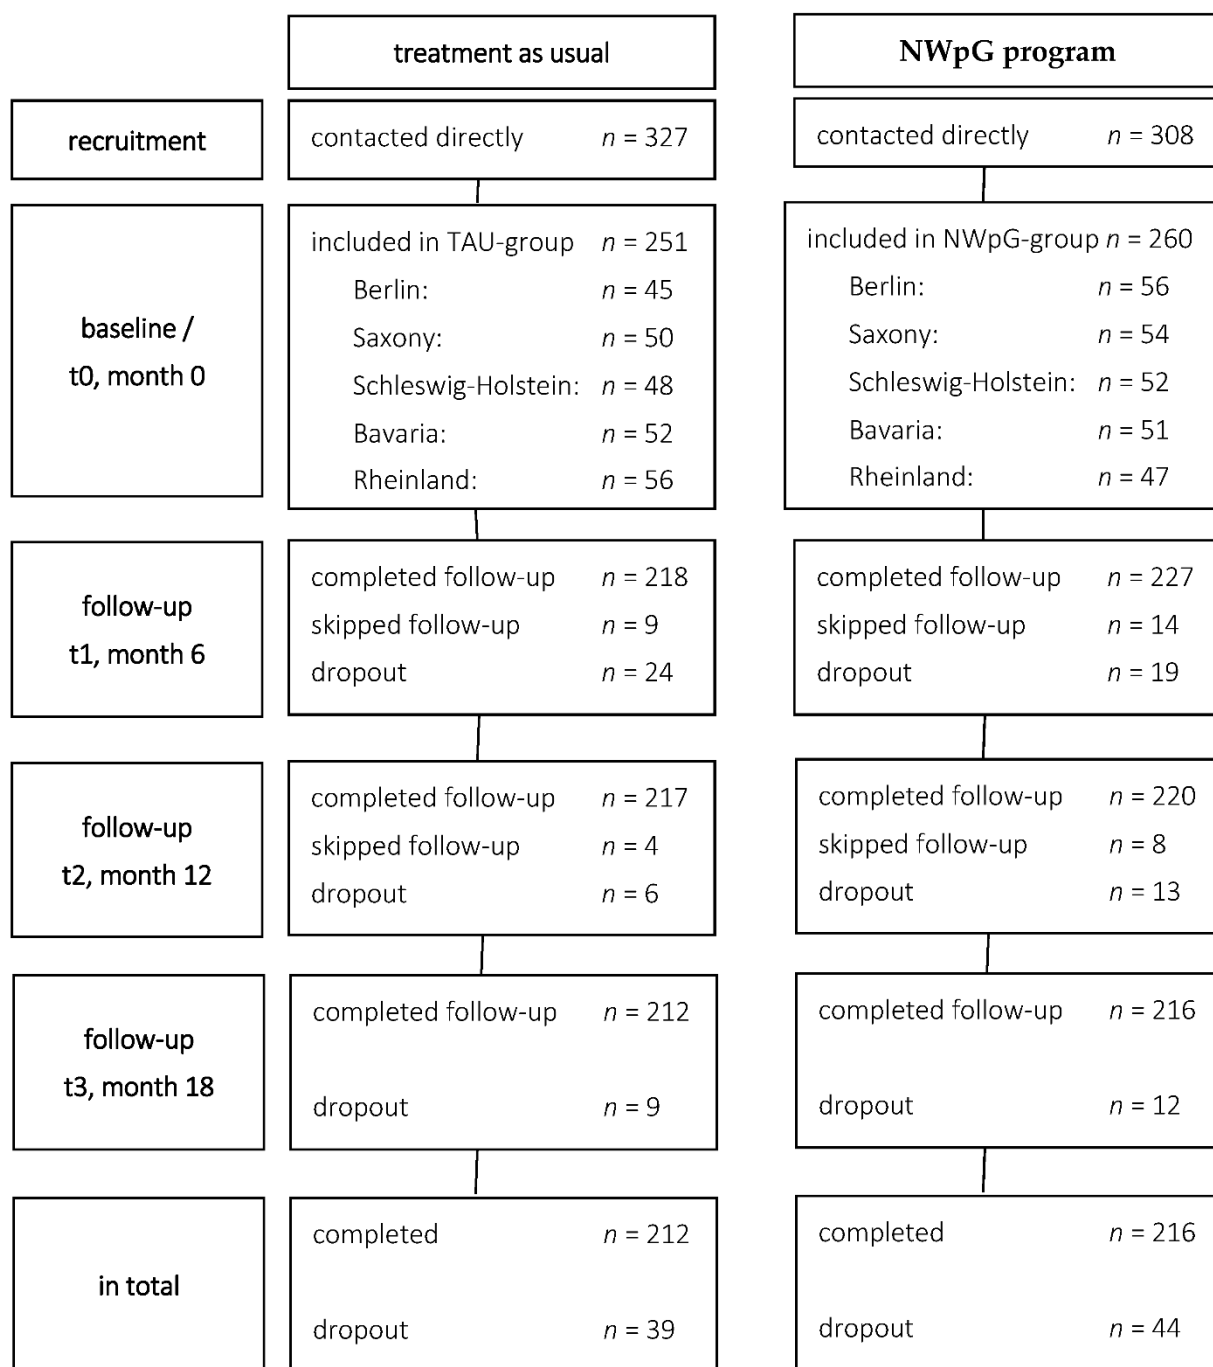 treatment as usual
NWpG program
recruitment
contacted directly n = 327
contacted directly n = 308
baseline /
t0, month 0
included in TAU-group n = 251
Berlin: n = 45
Saxony: n = 50
Schleswig-Holstein: n = 48
Bavaria: n = 52
Rheinland: n = 56
included in NWpG-group n = 260
Berlin: n = 56
Saxony: n = 54
Schleswig-Holstein: n = 52
Bavaria: n = 51
Rheinland: n = 47
follow-up
t1, month 6
completed follow-up n = 218
skipped follow-up n = 9
dropout n = 24
completed follow-up n = 227
skipped follow-up n = 14
dropout n = 19
follow-up
t2, month 12
completed follow-up n = 217
skipped follow-up n = 4
dropout n = 6
completed follow-up n = 220
skipped follow-up n = 8
dropout n = 13
follow-up
t3, month 18
completed follow-up n = 212
dropout n = 9
completed follow-up n = 216
dropout n = 12
in total
completed n = 212
dropout n = 39
completed n = 216
dropout n = 44